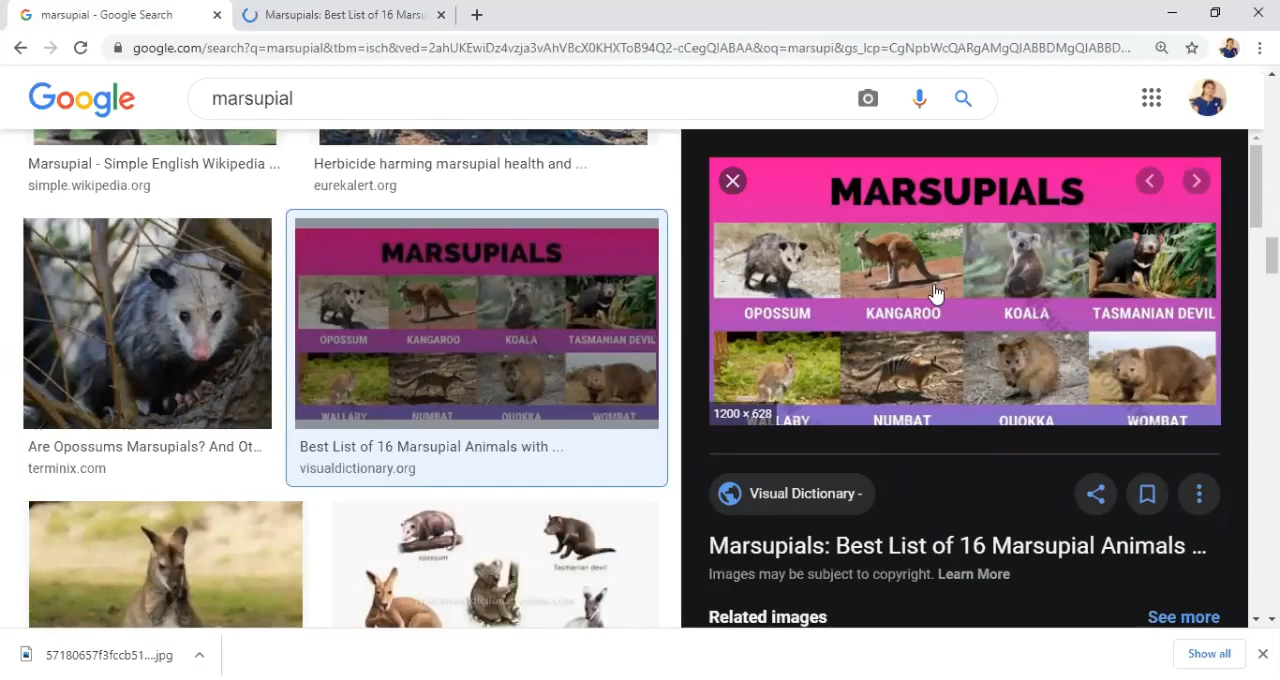 marsupial - Google Search
Marsupials: Best List of 16 Marsu
google.com/search?q=marsupial&tbm=isch&ved=2ahUKEwiDz4vzja3vAhVBcX0KHXToB94Q2-cCegQIABAA&oq=marsupi&gs_lcp=CgNpbWcQARgAMgQIABBDMgQIABBD...
Google
marsupial
Marsupial - Simple English Wikipedia ...
simple.wikipedia.org
Herbicide harming marsupial health and ...
eurekalert.org
MARSUPIALS
OPOSSUM KANGAROO KOALA TASMANIAN DEVIL
WALLABY NUMBAT QUOKKA WOMBAT
Are Opossums Marsupials? And Ot...
terminix.com
Best List of 16 Marsupial Animals with ...
visualdictionary.org
opossum
Tasmanian devil
MARSUPIALS
OPOSSUM KANGAROO KOALA TASMANIAN DEVIL
1200 × 628
WALLABY NUMBAT QUOKKA WOMBAT
Visual Dictionary -
Marsupials: Best List of 16 Marsupial Animals ...
Images may be subject to copyright. Learn More
Related images
See more
57180657f3fccb51....jpg
Show all